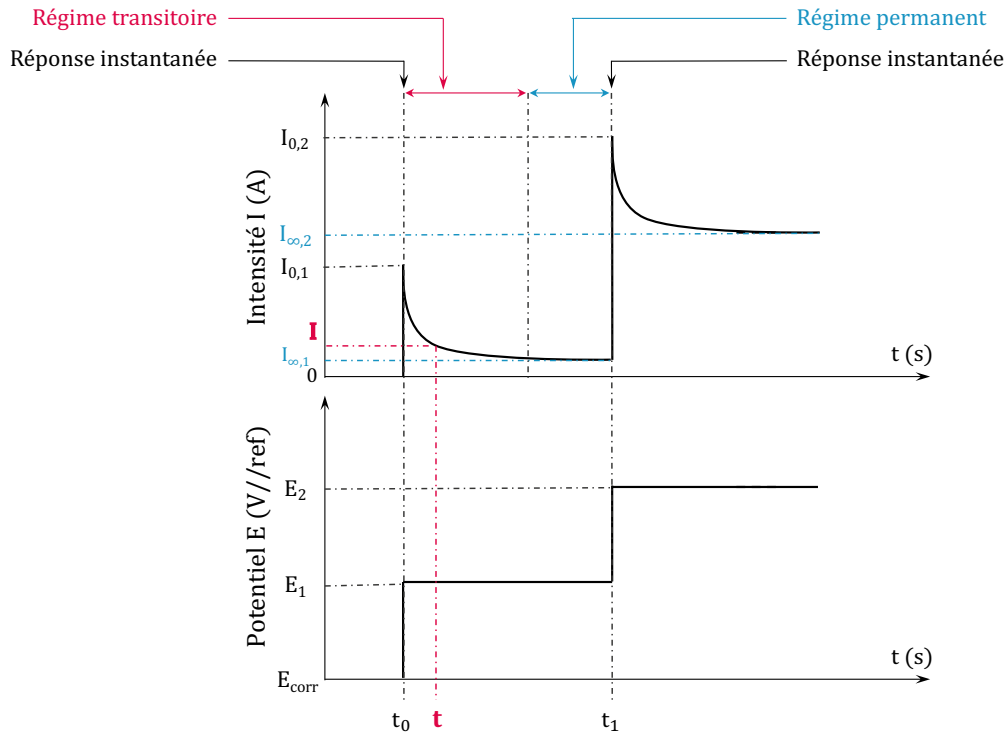 Régime transitoire
Régime permanent
Réponse instantanée
Réponse instantanée
I0,2
Intensité I (A)
I∞,2
I0,1
I
I∞,1
t (s)
0
Potentiel E (V//ref)
E2
E1
t (s)
Ecorr
t0
t
t1